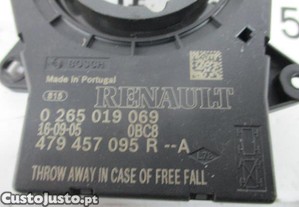 BOSCH
Made in Portugal
RENAULT
0 265 019 069
16-09-05 0BC8
479 457 095 R --A
THROW AWAY IN CASE OF FREE FALL
CustoJusto.pt